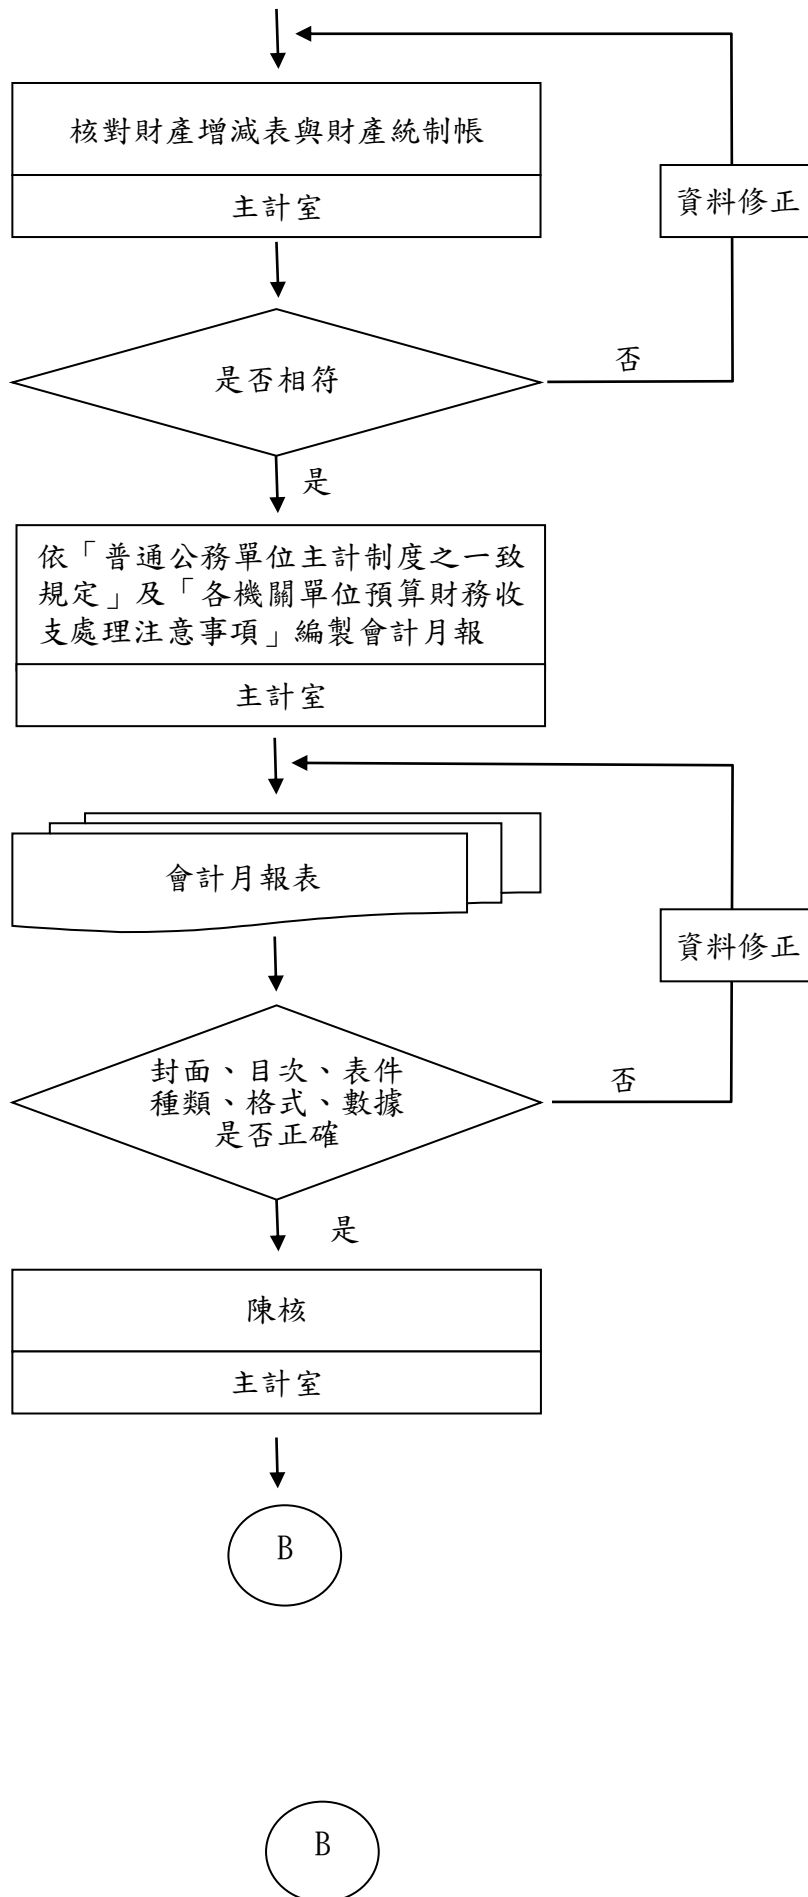 核對財產增減表與財產統制帳
主計室
資料修正
是否相符
否
是
依「普通公務單位主計制度之一致
規定」及「各機關單位預算財務收
支處理注意事項」編製會計月報
主計室
會計月報表
資料修正
封面、目次、表件
種類、格式、數據
是否正確
否
是
陳核
主計室
B
B